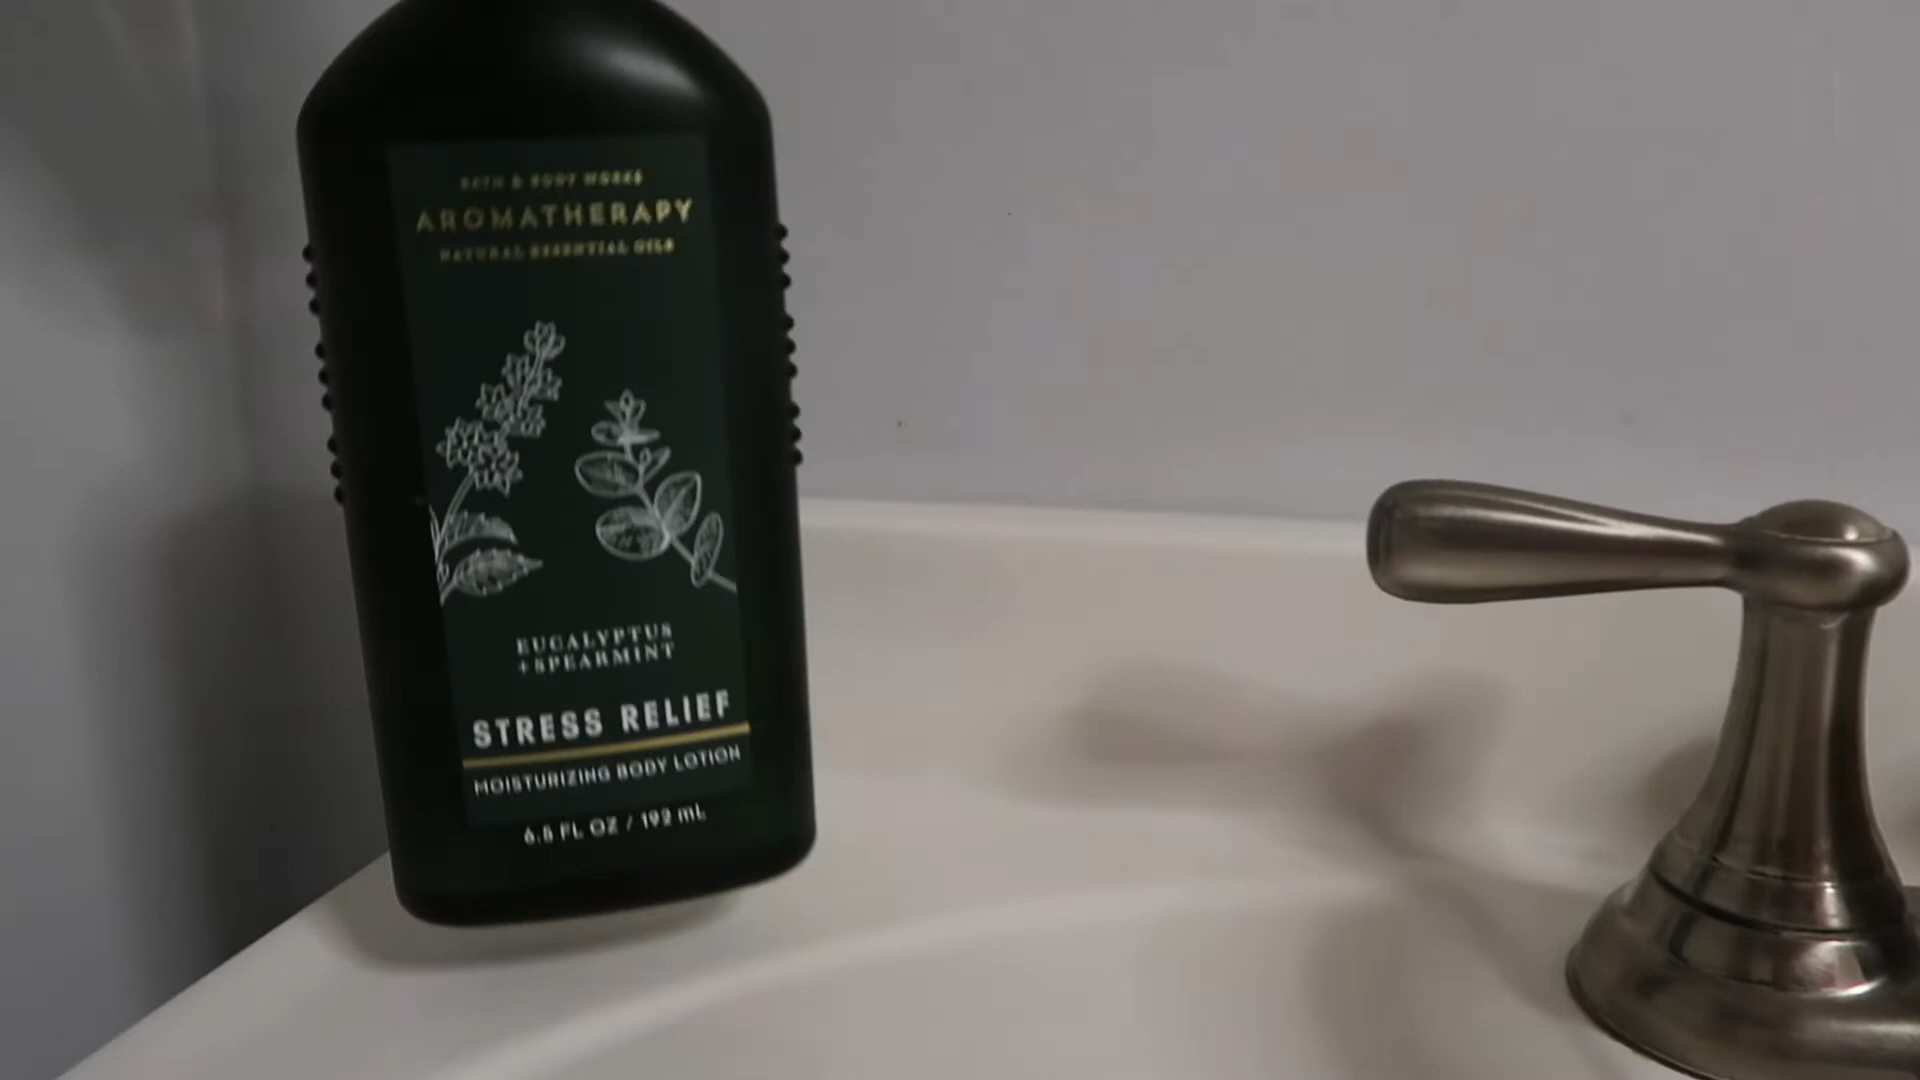 BATH & BODY WORKS
AROMATHERAPY
NATURAL ESSENTIAL OILS
EUCALYPTUS
+SPEARMINT
STRESS RELIEF
MOISTURIZING BODY LOTION
6.5 FL OZ / 192 mL